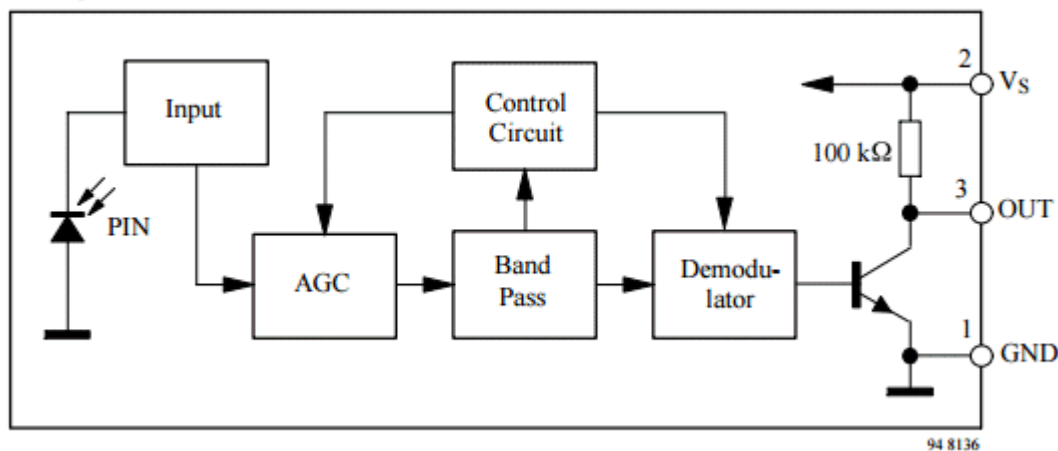 Input
Control
Circuit
2
VS
100 kΩ
3
OUT
PIN
AGC
Band
Pass
Demodu-
lator
1
GND
94 8136